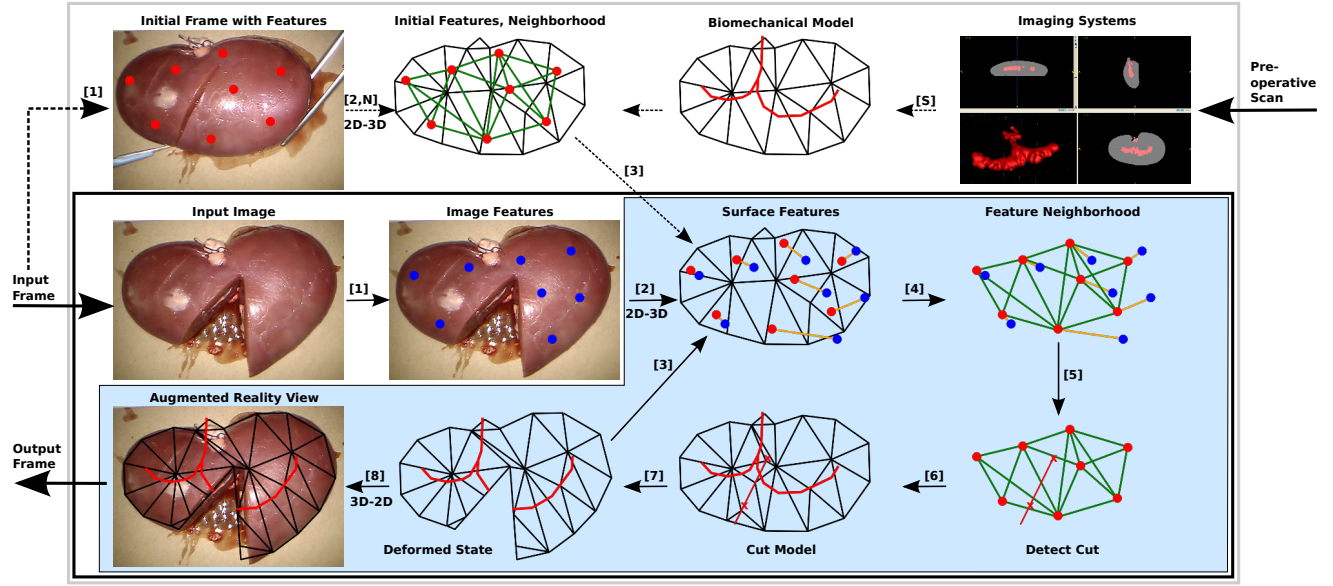 Initial Frame with Features
Initial Features, Neighborhood
Biomechanical Model
Imaging Systems
[1]
[2,N]
2D-3D
[S]
Pre-
operative
Scan
[3]
Input Image
Image Features
Surface Features
Feature Neighborhood
Input
Frame
[1]
[2]
2D-3D
[4]
[3]
[5]
Augmented Reality View
Output
Frame
[8]
3D-2D
[7]
[6]
Deformed State
Cut Model
Detect Cut